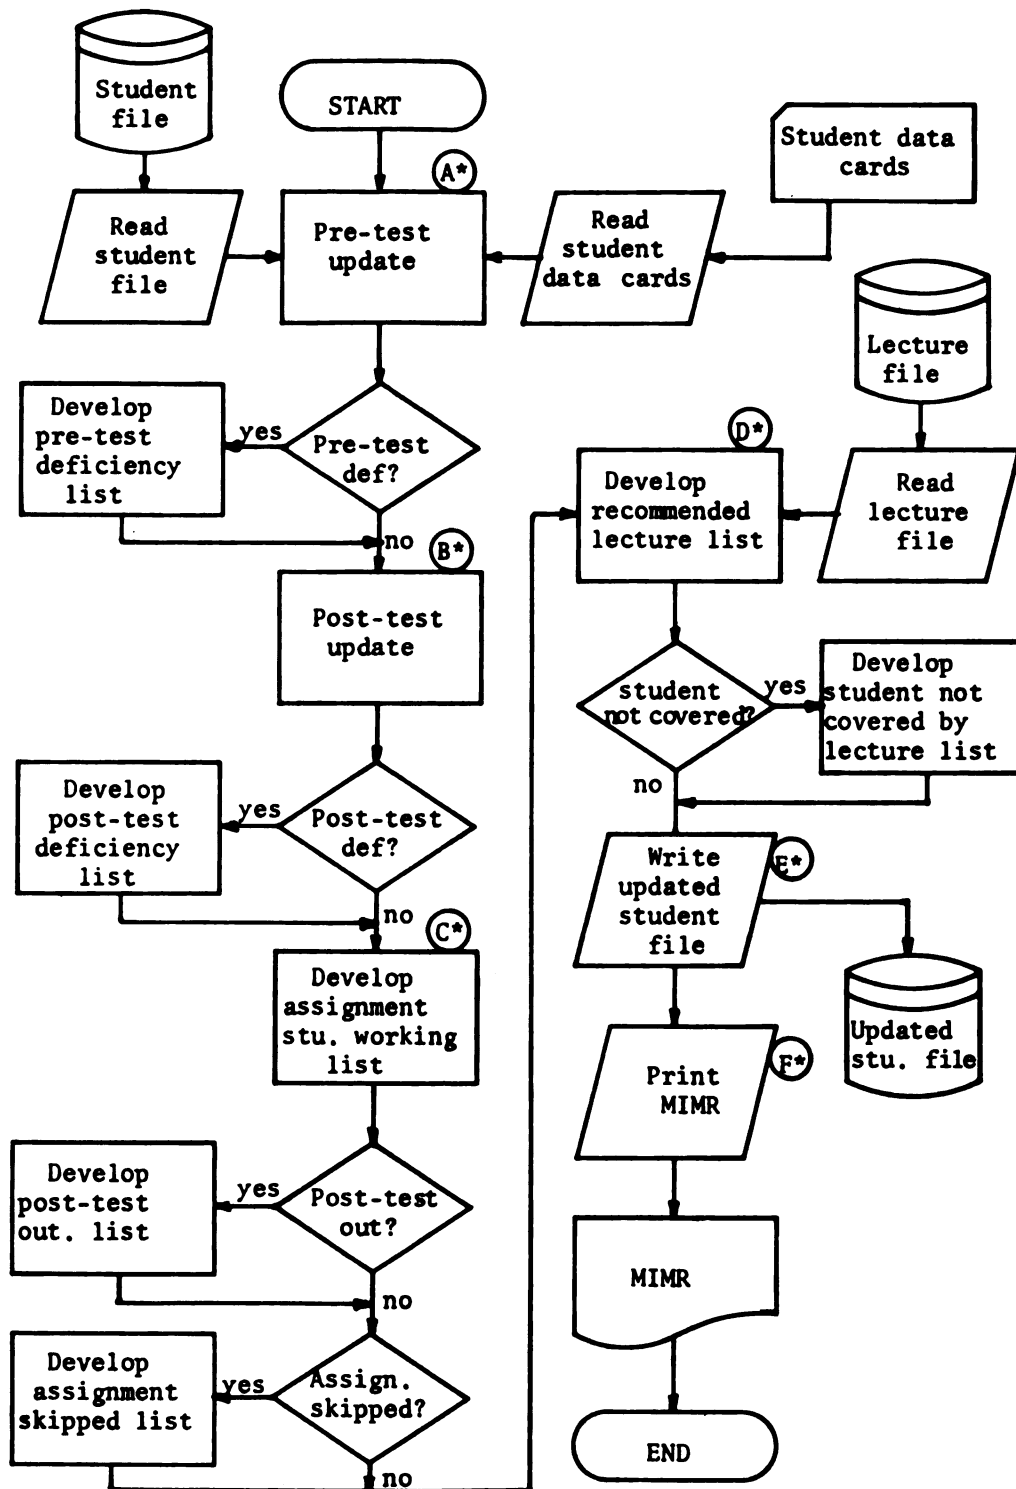 Student
file
START
Student data
cards
A*
Read
student
file
Pre-test
update
Read
student
data cards
Lecture
file
Develop
pre-test
deficiency
list
yes
Pre-test
def?
no
D*
Develop
recommended
lecture list
Read
lecture
file
B*
Post-test
update
student
not covered?
yes
Develop
student not
covered by
lecture list
no
Develop
post-test
deficiency
list
yes
Post-test
def?
no
Write
updated
student
file
E*
C*
Develop
assignment
stu. working
list
Updated
stu. file
Print
MIMR
F*
Develop
post-test
out. list
yes
Post-test
out?
no
MIMR
Develop
assignment
skipped list
yes
Assign.
skipped?
no
END